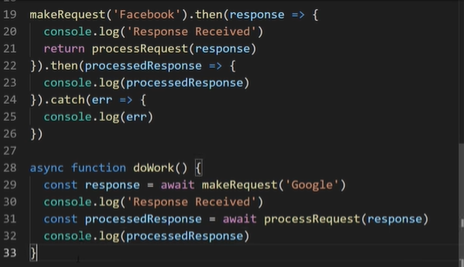 19 makeRequest('Facebook').then(response => {
20   console.log('Response Received')
21   return processRequest(response)
22 }).then(processedResponse => {
23   console.log(processedResponse)
24 }).catch(err => {
25   console.log(err)
26 })
27
28 async function doWork() {
29   const response = await makeRequest('Google')
30   console.log('Response Received')
31   const processedResponse = await processRequest(response)
32   console.log(processedResponse)
33 }